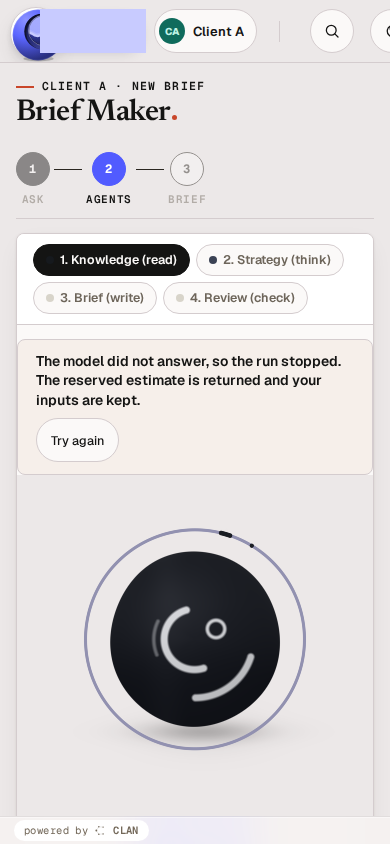 CA Client A
CLIENT A · NEW BRIEF
Brief Maker.
1 2 3
ASK AGENTS BRIEF
1. Knowledge (read) 2. Strategy (think)
3. Brief (write) 4. Review (check)
The model did not answer, so the run stopped.
The reserved estimate is returned and your
inputs are kept.
Try again
powered by CLAN